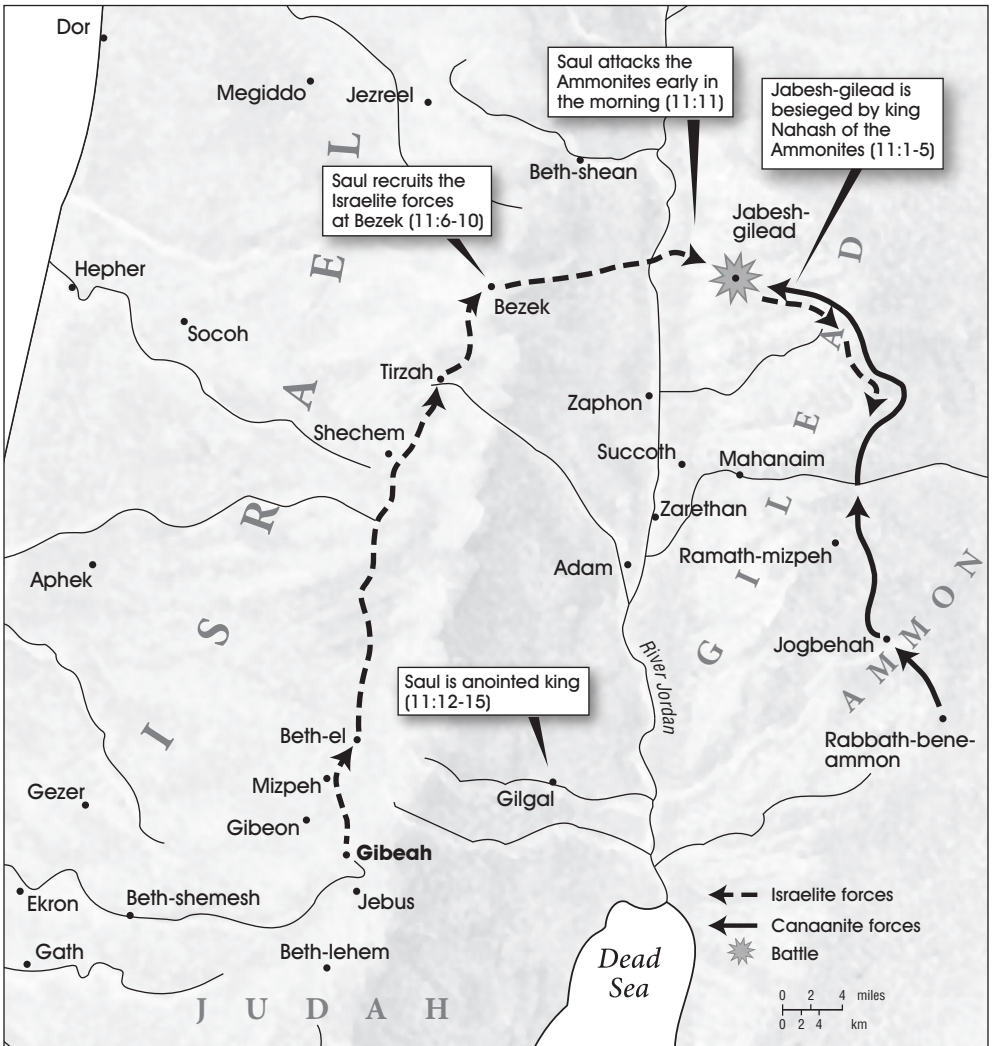 Dor
Megiddo
Jezreel
Saul attacks the
Ammonites early in
the morning (11:11)
Jabesh-gilead is
besieged by king
Nahash of the
Ammonites (11:1-5)
Beth-shean
Saul recruits the
Israelite forces
at Bezek (11:6-10)
Jabesh-
gilead
Hepher
Bezek
Socoh
Tirzah
Zaphon
Shechem
Succoth
Mahanaim
Zarethan
Aphek
Adam
Ramath-mizpeh
ISRAEL
GILEAD
AMMON
Jogbehah
River Jordan
Saul is anointed king
(11:12-15)
Beth-el
Rabbath-bene-
ammon
Mizpeh
Gezer
Gilgal
Gibeon
Gibeah
Ekron
Beth-shemesh
Jebus
Gath
Beth-lehem
Dead
Sea
JUDAH
Israelite forces
Canaanite forces
Battle
0 2 4 miles
0 2 4 km